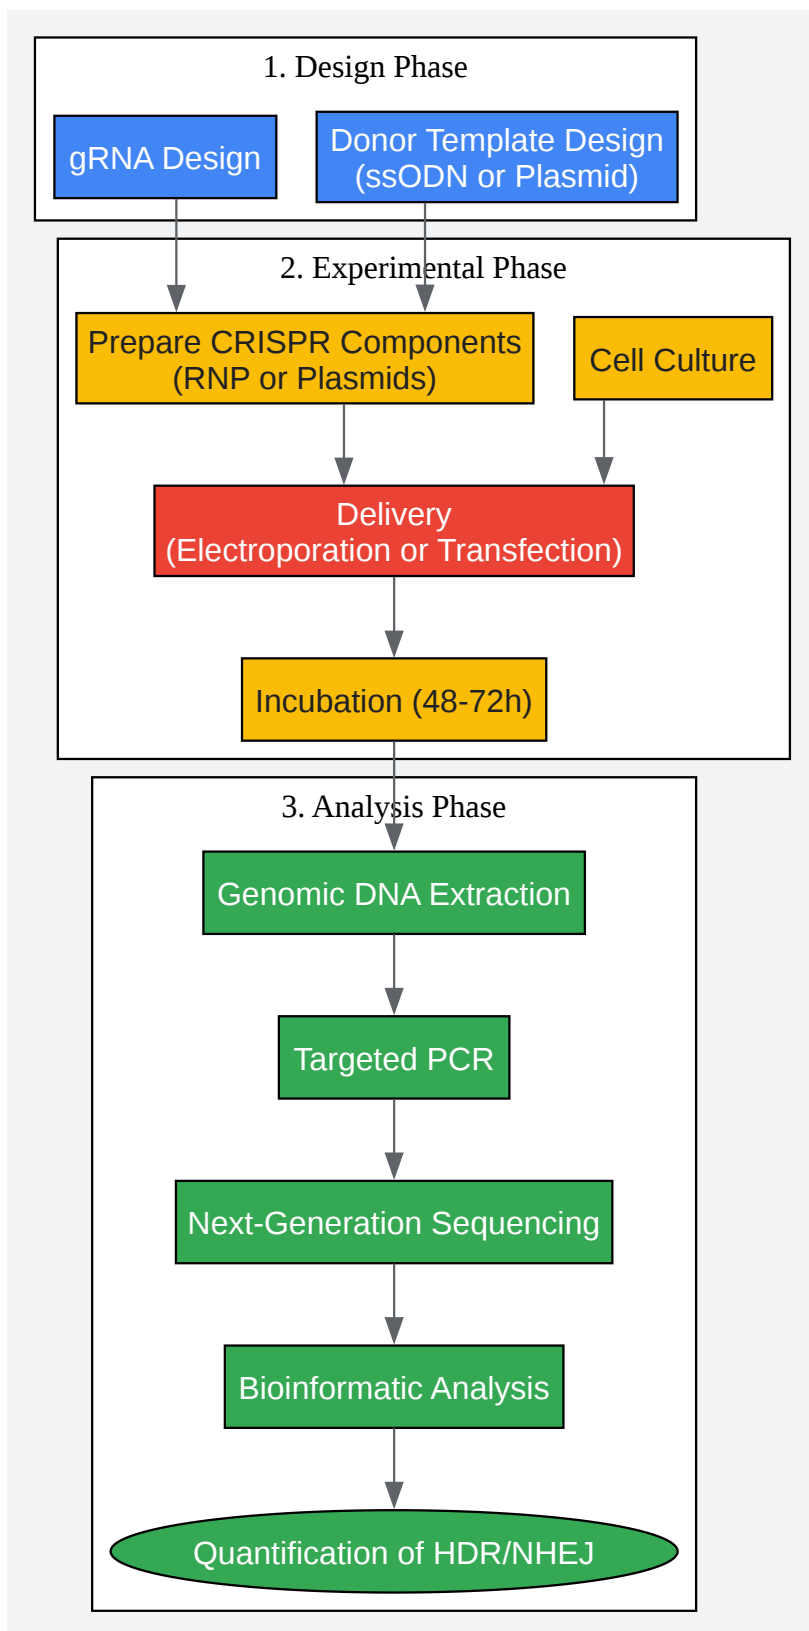 1. Design Phase
gRNA Design
Donor Template Design
(ssODN or Plasmid)
2. Experimental Phase
Prepare CRISPR Components
(RNP or Plasmids)
Cell Culture
Delivery
(Electroporation or Transfection)
Incubation (48-72h)
3. Analysis Phase
Genomic DNA Extraction
Targeted PCR
Next-Generation Sequencing
Bioinformatic Analysis
Quantification of HDR/NHEJ